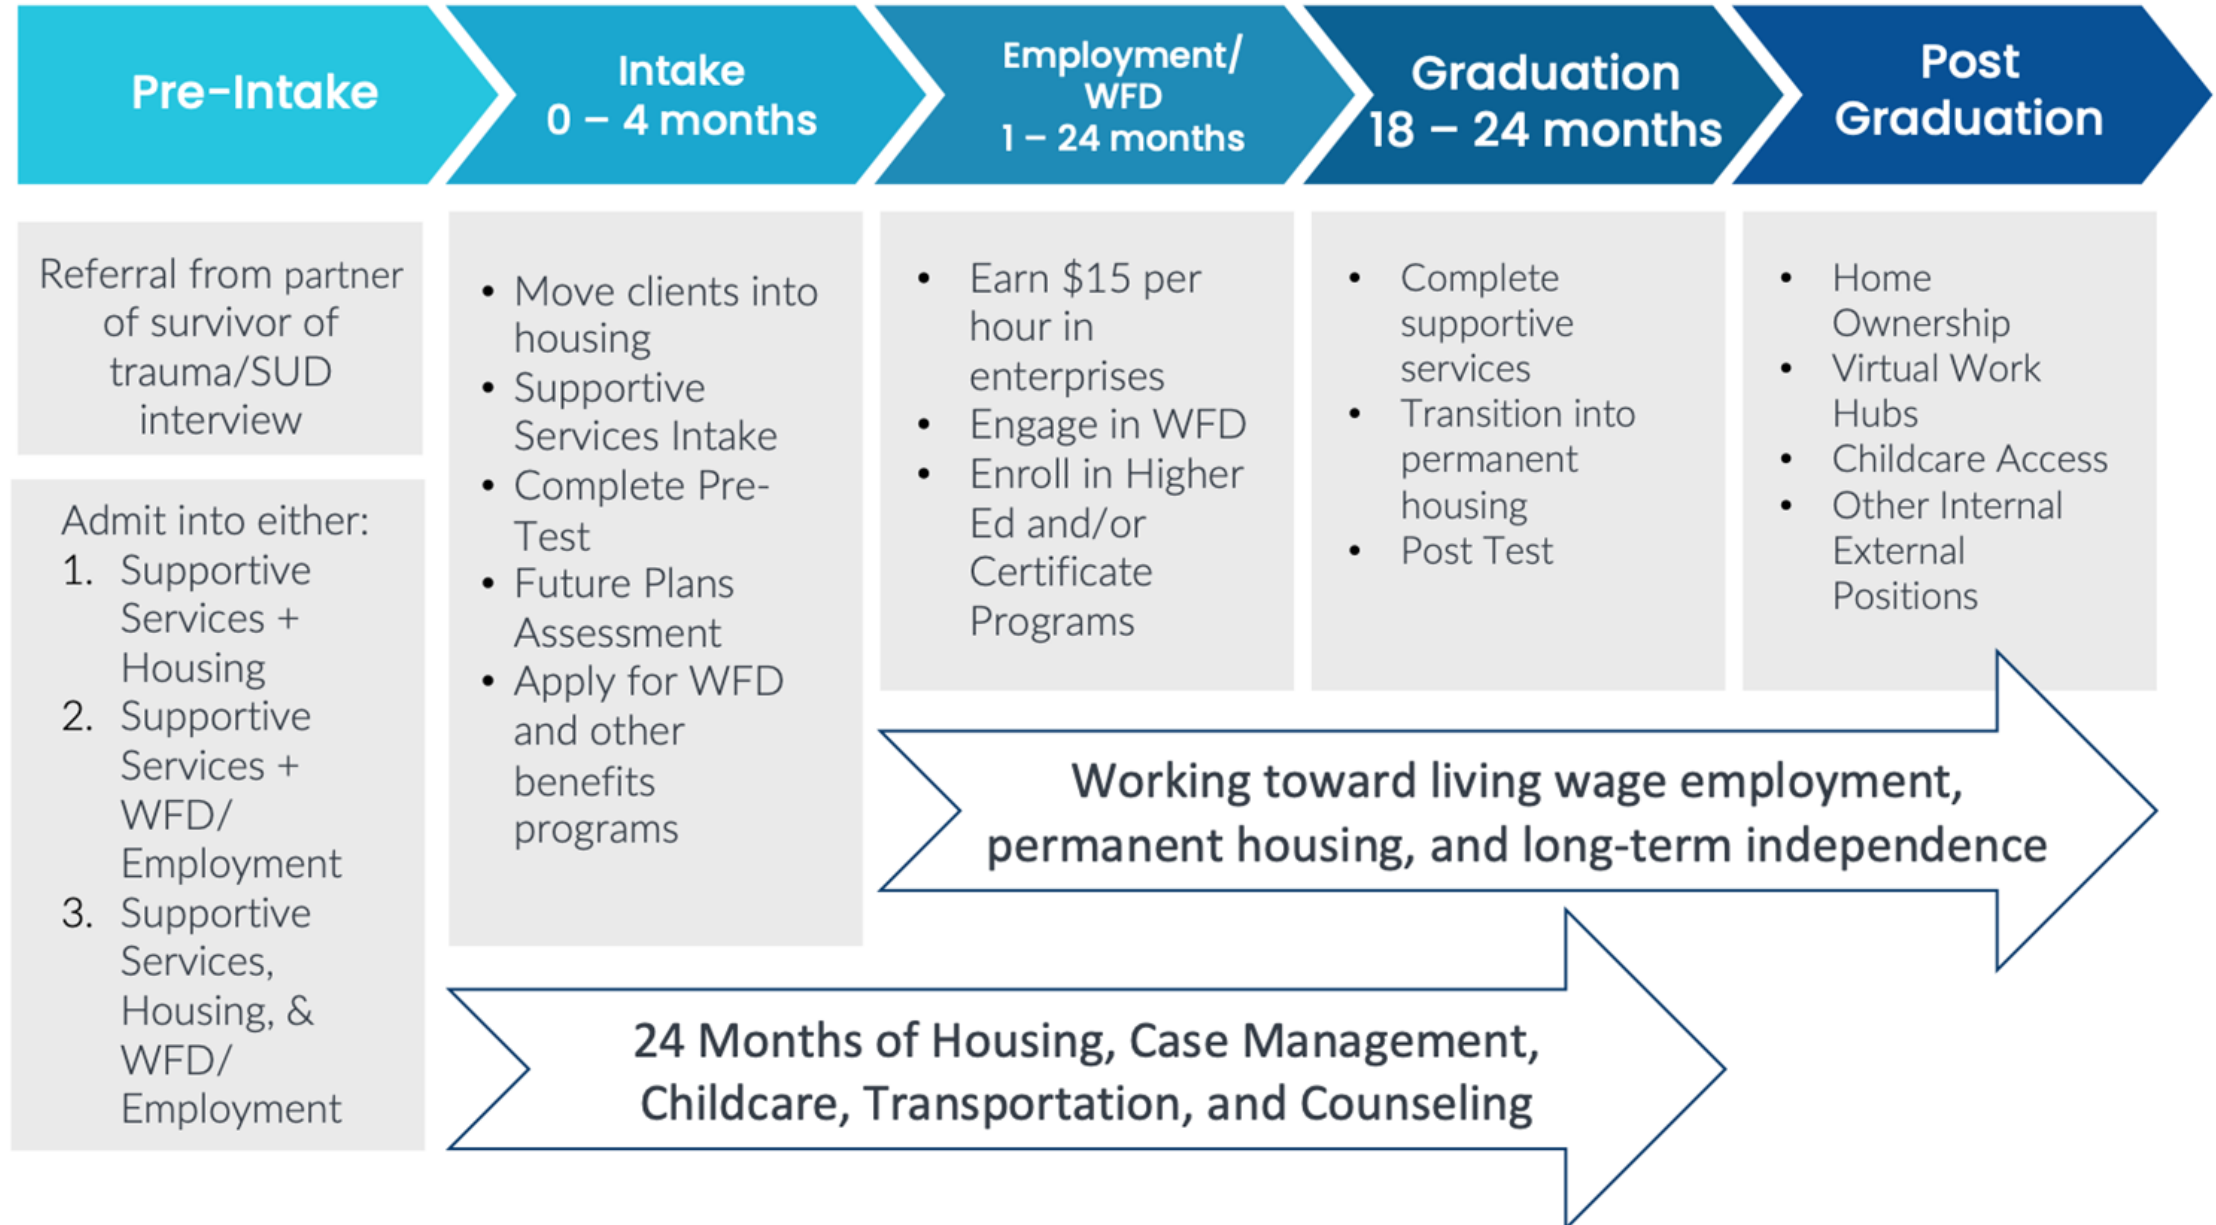 Pre-Intake
Intake
0 – 4 months
Employment/
WFD
1 – 24 months
Graduation
18 – 24 months
Post
Graduation
Referral from partner
of survivor of
trauma/SUD
interview
Admit into either:
1. Supportive
Services +
Housing
2. Supportive
Services +
WFD/
Employment
3. Supportive
Services,
Housing, &
WFD/
Employment
• Move clients into
housing
• Supportive
Services Intake
• Complete Pre-
Test
• Future Plans
Assessment
• Apply for WFD
and other
benefits
programs
• Earn $15 per
hour in
enterprises
• Engage in WFD
• Enroll in Higher
Ed and/or
Certificate
Programs
• Complete
supportive
services
• Transition into
permanent
housing
• Post Test
• Home
Ownership
• Virtual Work
Hubs
• Childcare Access
• Other Internal
External
Positions
Working toward living wage employment,
permanent housing, and long-term independence
24 Months of Housing, Case Management,
Childcare, Transportation, and Counseling